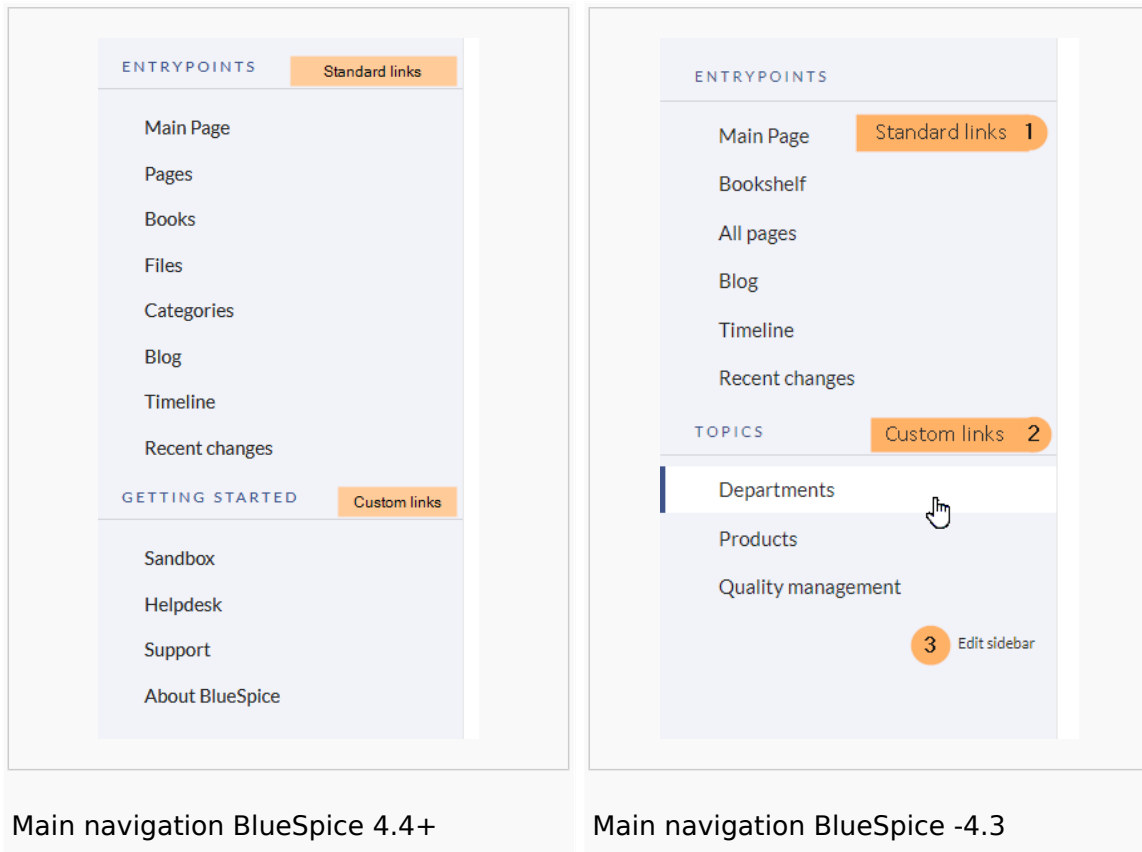 ENTRYPOINTS
Standard links
Main Page
Pages
Books
Files
Categories
Blog
Timeline
Recent changes
GETTING STARTED
Custom links
Sandbox
Helpdesk
Support
About BlueSpice
Main navigation BlueSpice 4.4+
ENTRYPOINTS
Main Page
Standard links 1
Bookshelf
All pages
Blog
Timeline
Recent changes
TOPICS
Custom links 2
Departments
Products
Quality management
3 Edit sidebar
Main navigation BlueSpice -4.3